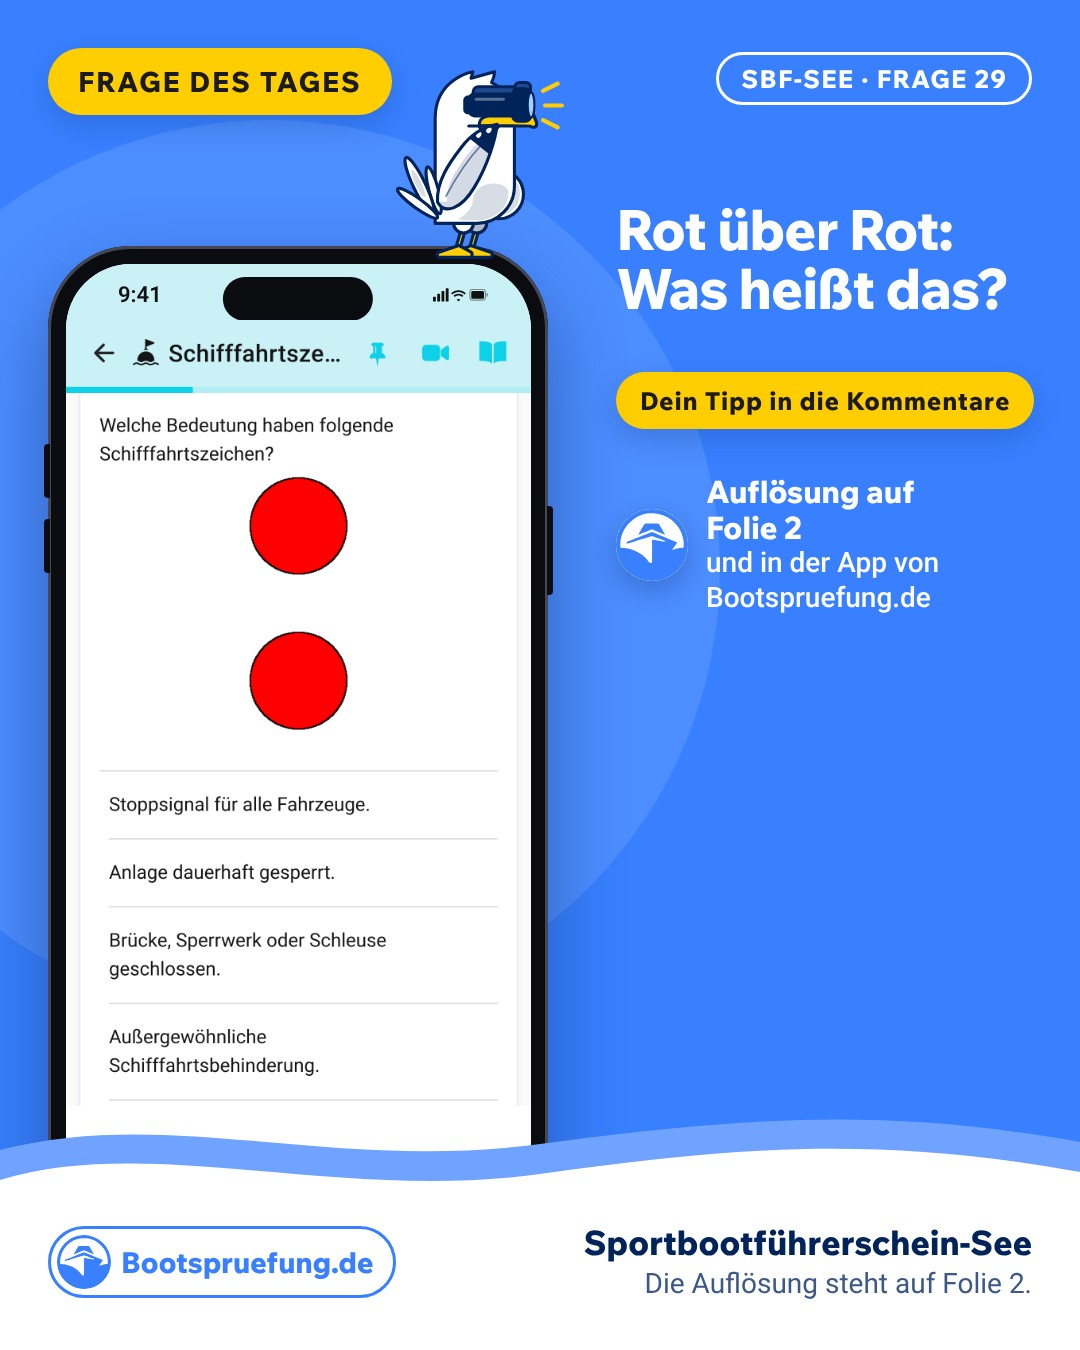 FRAGE DES TAGES
SBF-SEE · FRAGE 29
Rot über Rot:
Was heißt das?
Dein Tipp in die Kommentare
Auflösung auf
Folie 2
und in der App von
Bootspruefung.de
9:41
Schifffahrtsze...
Welche Bedeutung haben folgende
Schifffahrtszeichen?
Stoppsignal für alle Fahrzeuge.
Anlage dauerhaft gesperrt.
Brücke, Sperrwerk oder Schleuse
geschlossen.
Außergewöhnliche
Schifffahrtsbehinderung.
Bootspruefung.de
Sportbootführerschein-See
Die Auflösung steht auf Folie 2.